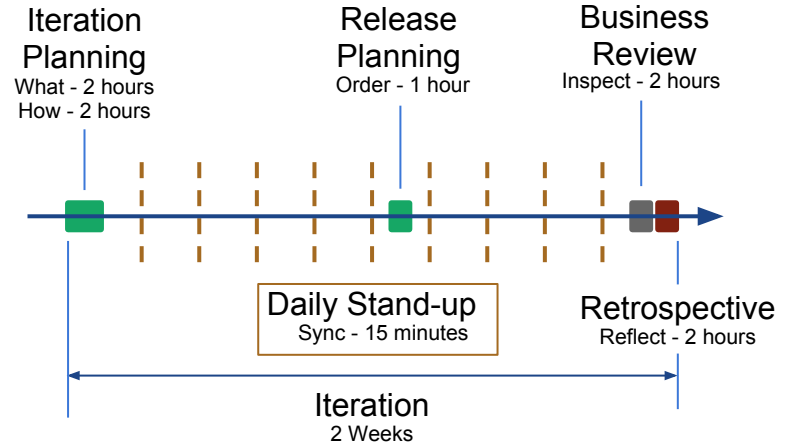 Iteration
Planning
What - 2 hours
How - 2 hours
Release
Planning
Order - 1 hour
Business
Review
Inspect - 2 hours
Daily Stand-up
Sync - 15 minutes
Retrospective
Reflect - 2 hours
Iteration
2 Weeks